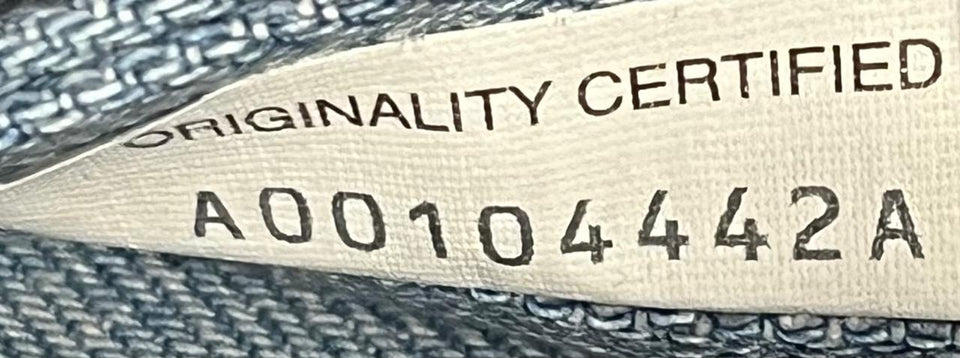 ORIGINALITY CERTIFIED
A00104442A